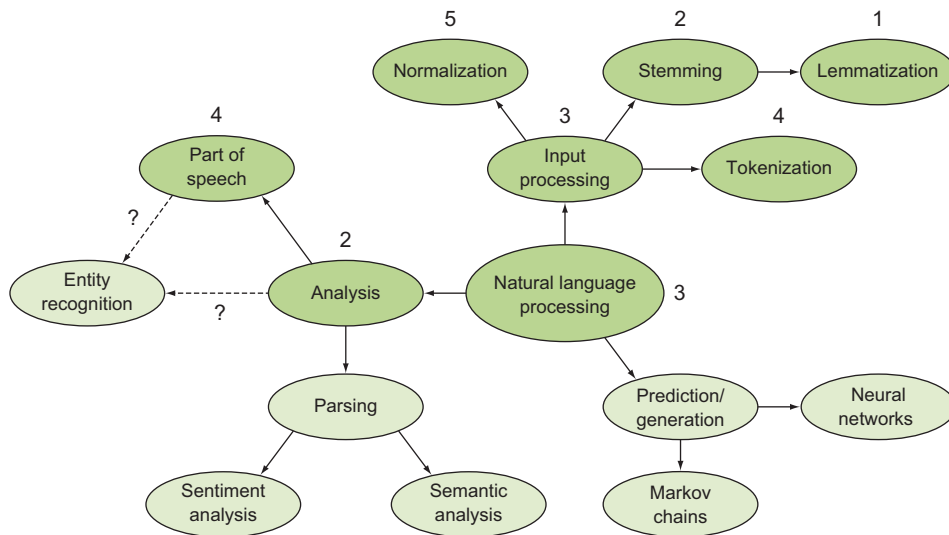 5
2
1
Normalization
Stemming
Lemmatization
3
4
4
Part of
speech
Input
processing
Tokenization
?
2
Entity
recognition
?
Analysis
Natural language
processing
3
Parsing
Prediction/
generation
Neural
networks
Sentiment
analysis
Semantic
analysis
Markov
chains